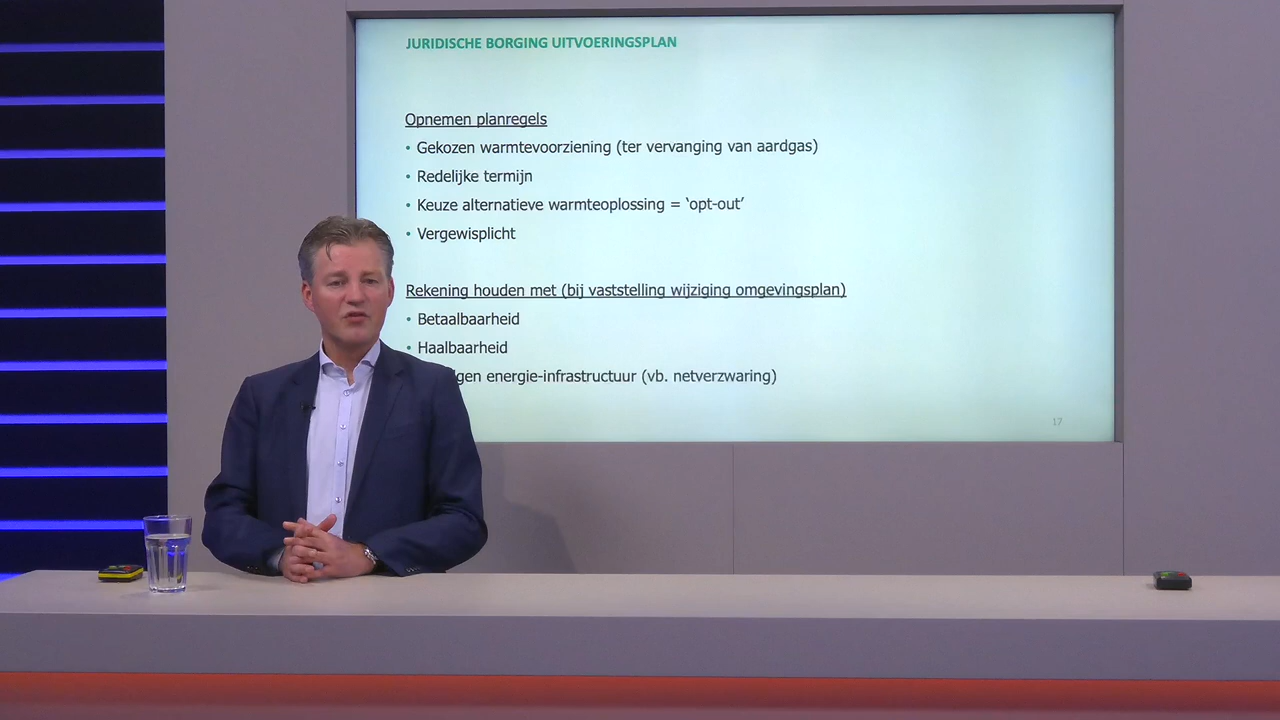 JURIDISCHE BORGING UITVOERINGSPLAN
Opnemen planregels
• Gekozen warmtevoorziening (ter vervanging van aardgas)
• Redelijke termijn
• Keuze alternatieve warmteoplossing = ‘opt-out’
• Vergewisplicht
Rekening houden met (bij vaststelling wijziging omgevingsplan)
• Betaalbaarheid
• Haalbaarheid
energie-infrastructuur (vb. netverzwaring)
17